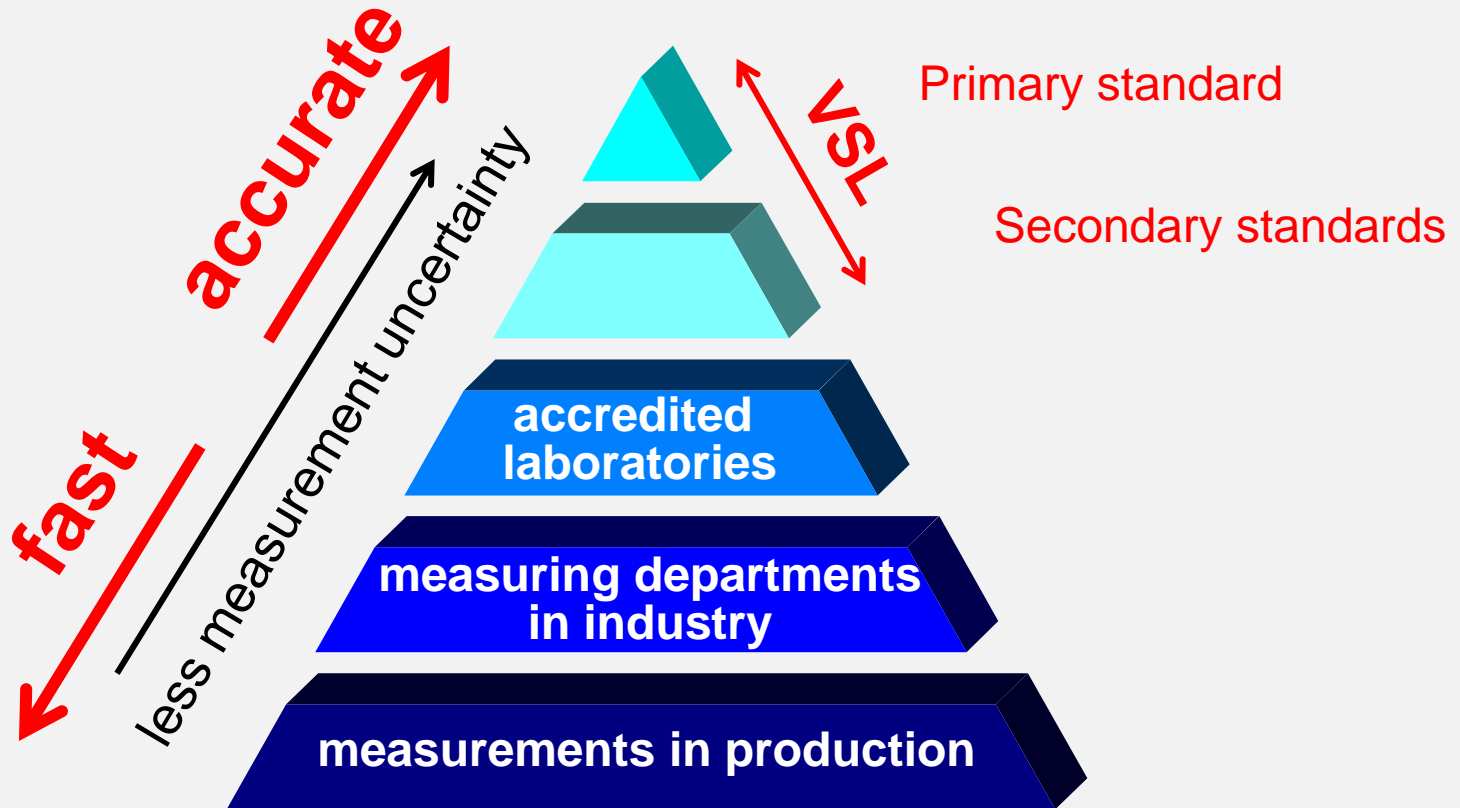 accurate
Primary standard
VSL
less measurement uncertainty
Secondary standards
accredited
laboratories
fast
measuring departments
in industry
measurements in production